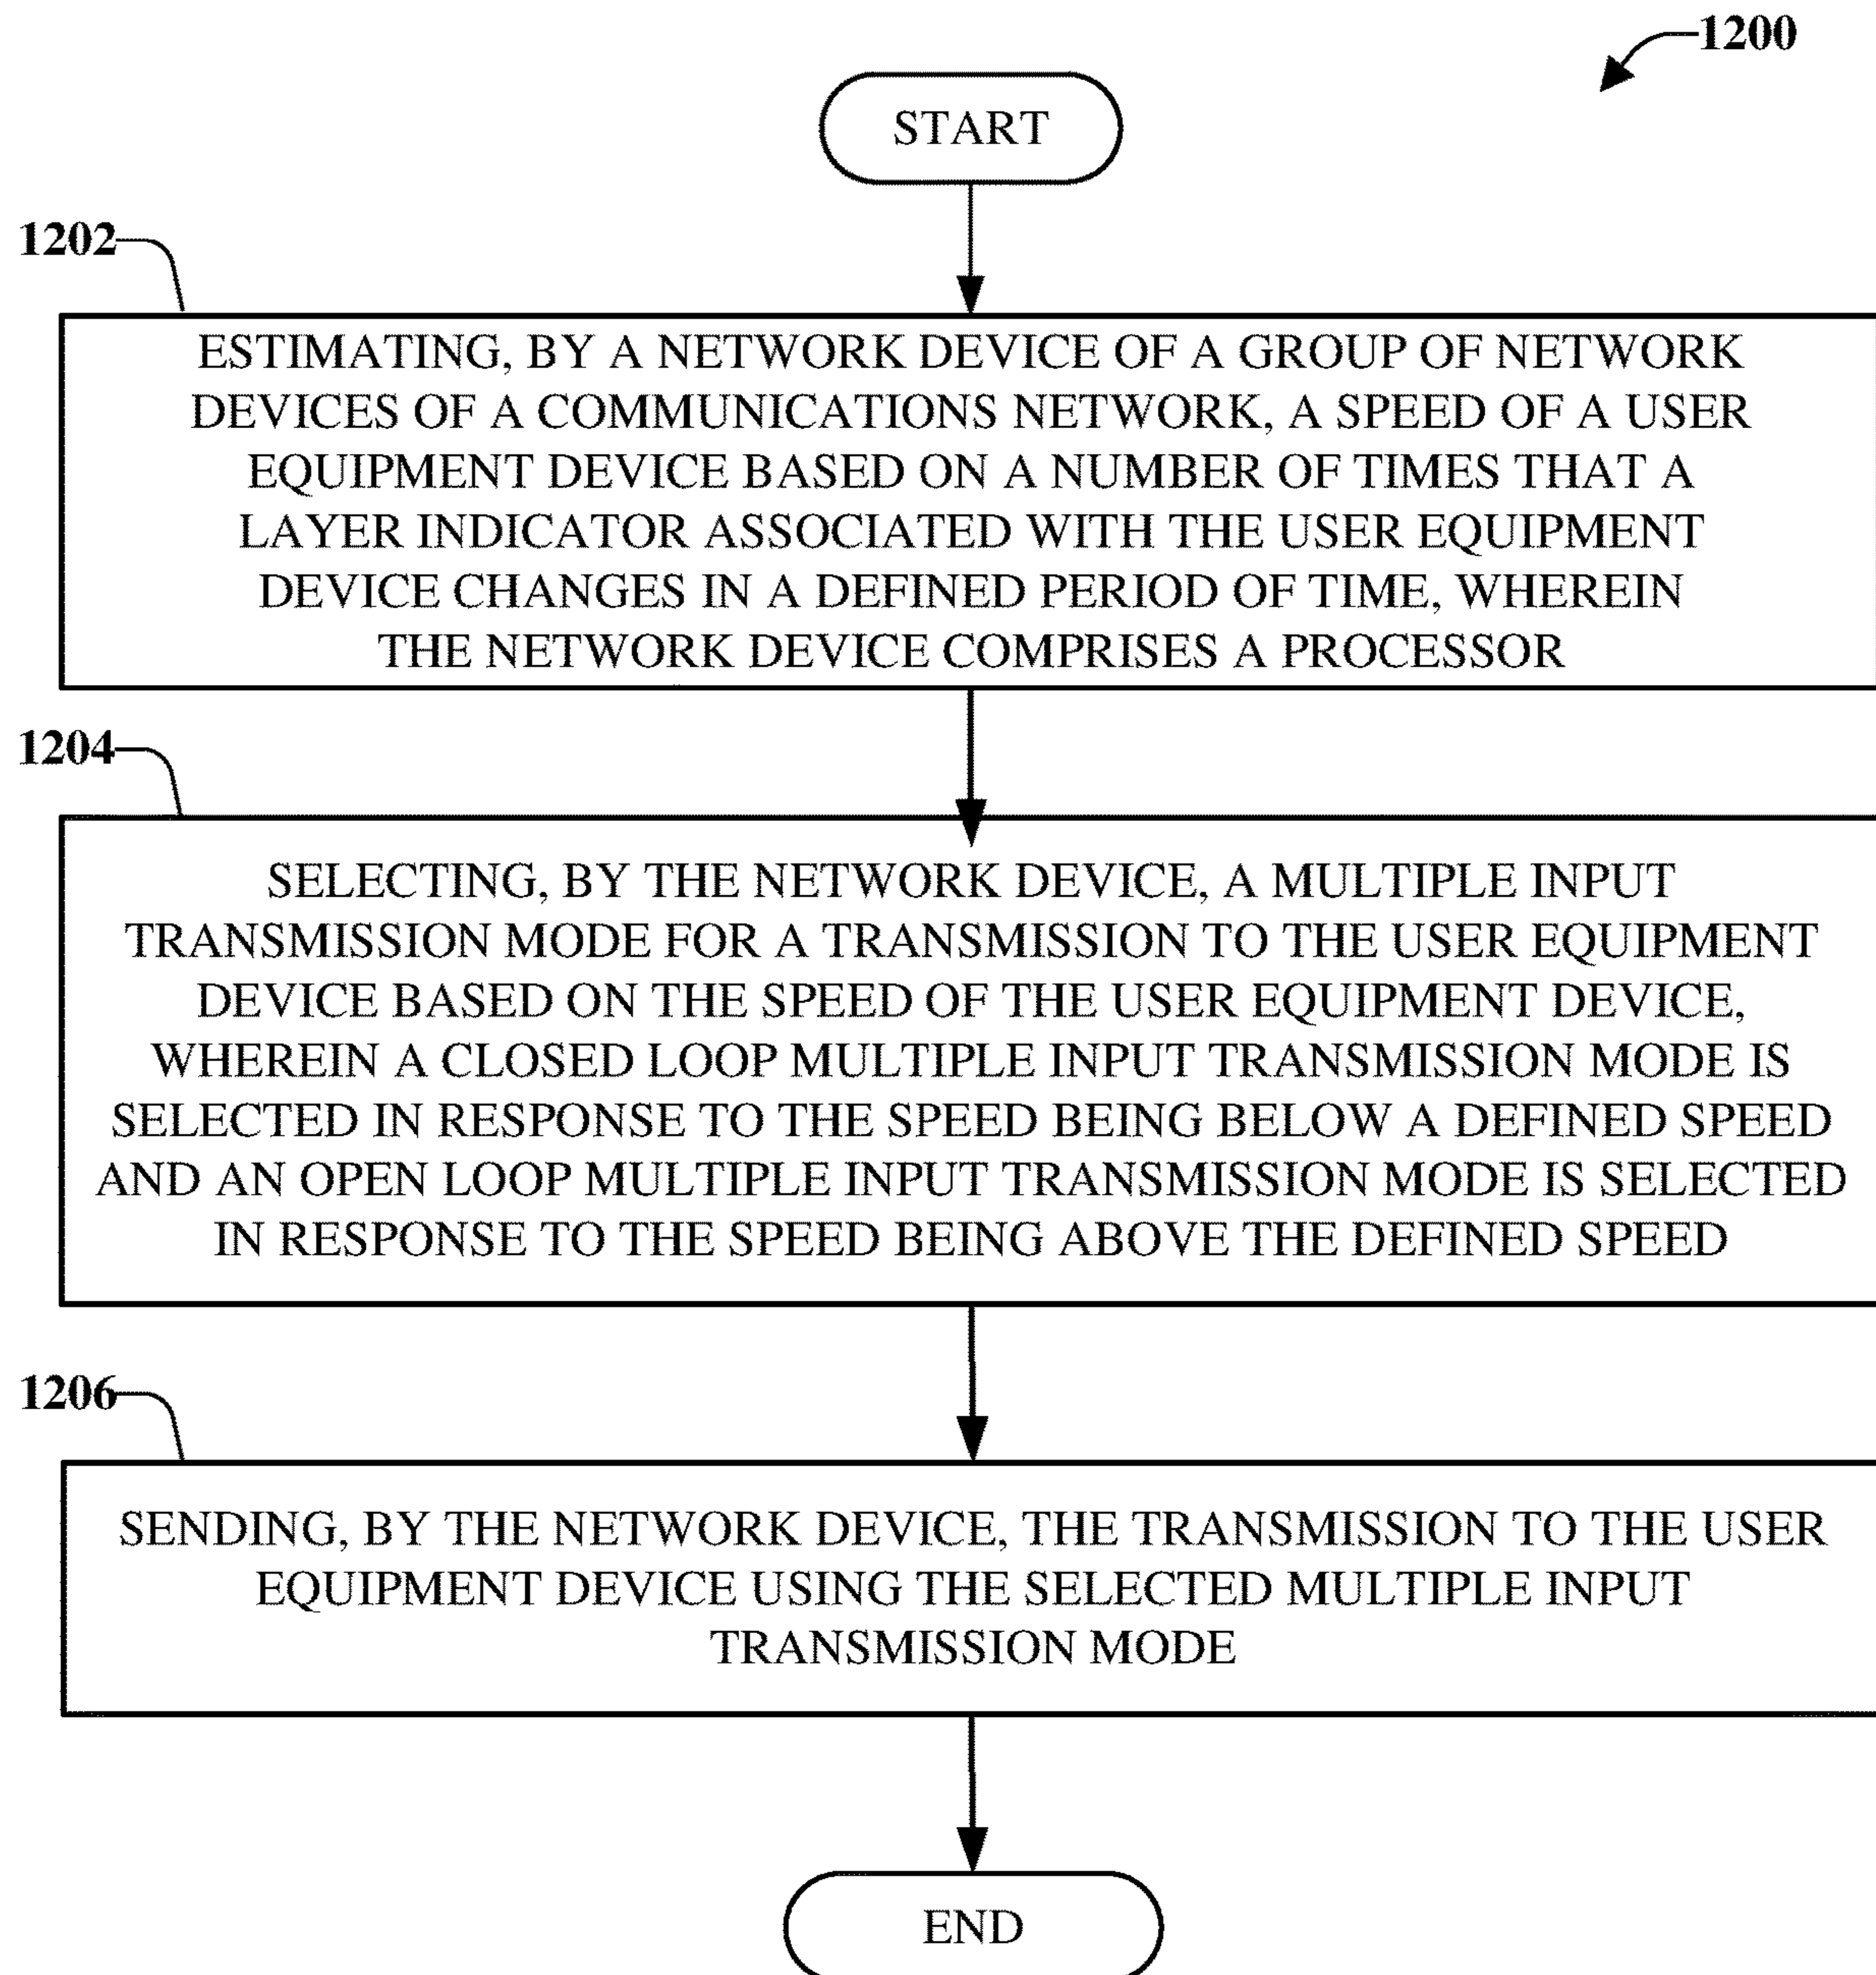 1200
START
1202
ESTIMATING, BY A NETWORK DEVICE OF A GROUP OF NETWORK
DEVICES OF A COMMUNICATIONS NETWORK, A SPEED OF A USER
EQUIPMENT DEVICE BASED ON A NUMBER OF TIMES THAT A
LAYER INDICATOR ASSOCIATED WITH THE USER EQUIPMENT
DEVICE CHANGES IN A DEFINED PERIOD OF TIME, WHEREIN
THE NETWORK DEVICE COMPRISES A PROCESSOR
1204
SELECTING, BY THE NETWORK DEVICE, A MULTIPLE INPUT
TRANSMISSION MODE FOR A TRANSMISSION TO THE USER EQUIPMENT
DEVICE BASED ON THE SPEED OF THE USER EQUIPMENT DEVICE,
WHEREIN A CLOSED LOOP MULTIPLE INPUT TRANSMISSION MODE IS
SELECTED IN RESPONSE TO THE SPEED BEING BELOW A DEFINED SPEED
AND AN OPEN LOOP MULTIPLE INPUT TRANSMISSION MODE IS SELECTED
IN RESPONSE TO THE SPEED BEING ABOVE THE DEFINED SPEED
1206
SENDING, BY THE NETWORK DEVICE, THE TRANSMISSION TO THE USER
EQUIPMENT DEVICE USING THE SELECTED MULTIPLE INPUT
TRANSMISSION MODE
END